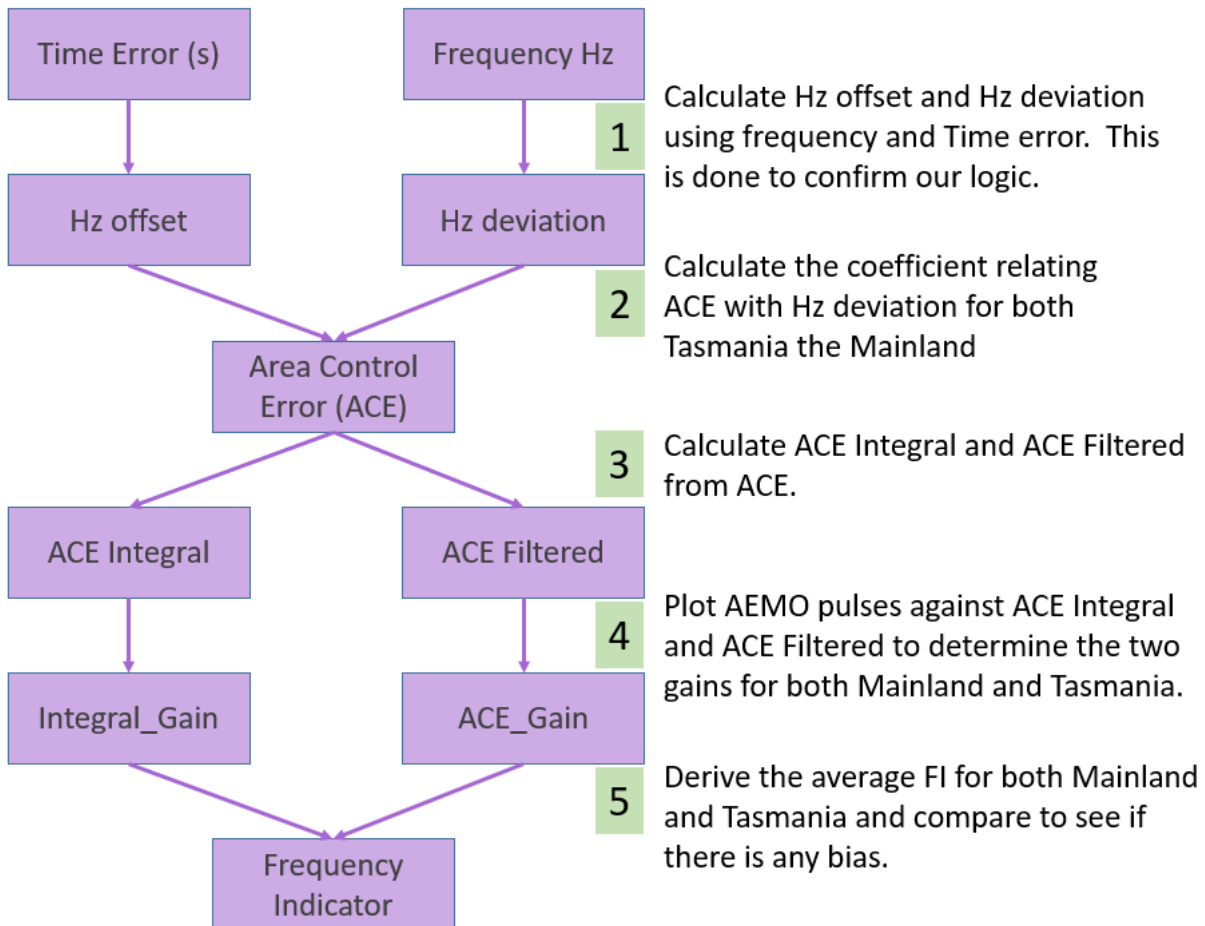 Time Error (s)
Frequency Hz
1
Calculate Hz offset and Hz deviation
using frequency and Time error.  This
is done to confirm our logic.
Hz offset
Hz deviation
2
Calculate the coefficient relating
ACE with Hz deviation for both
Tasmania the Mainland
Area Control
Error (ACE)
3
Calculate ACE Integral and ACE Filtered
from ACE.
ACE Integral
ACE Filtered
4
Plot AEMO pulses against ACE Integral
and ACE Filtered to determine the two
gains for both Mainland and Tasmania.
Integral_Gain
ACE_Gain
5
Derive the average FI for both Mainland
and Tasmania and compare to see if
there is any bias.
Frequency
Indicator